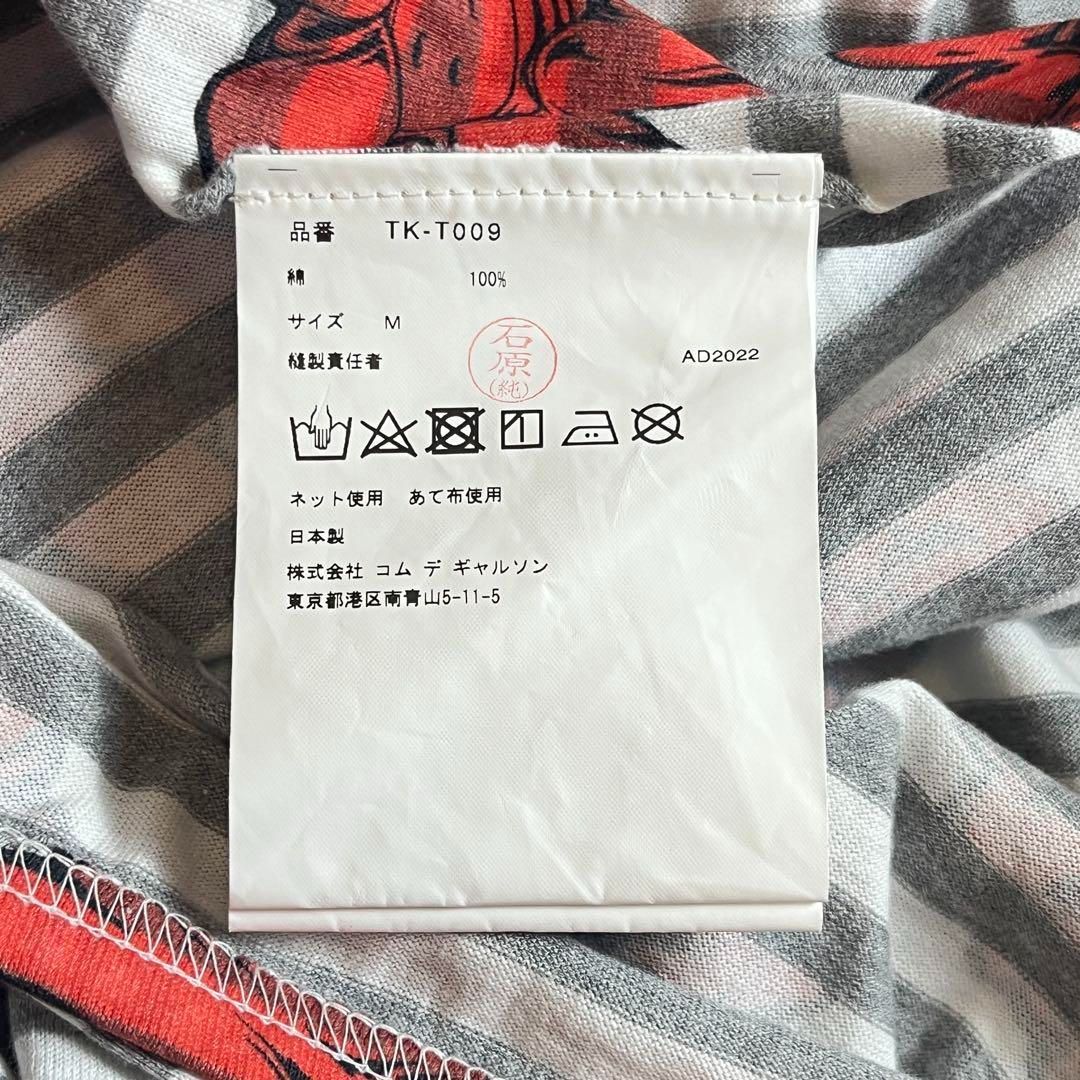 品番 TK-T009
綿 100%
サイズ M
縫製責任者 石原(純) AD2022
ネット使用 あて布使用
日本製
株式会社 コム デ ギャルソン
東京都港区南青山5-11-5